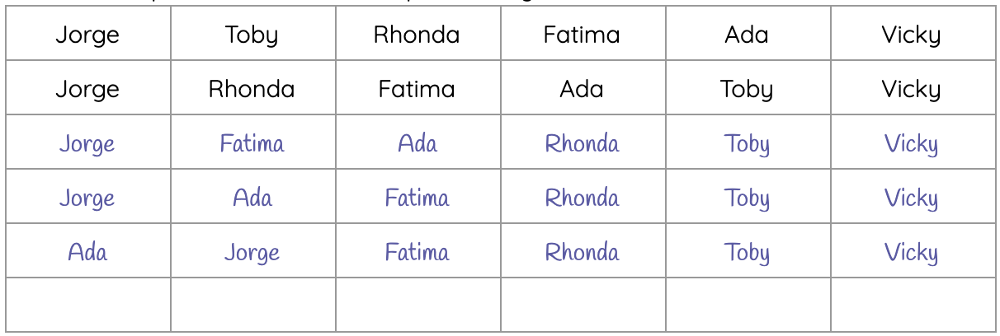 Jorge Toby Rhonda Fatima Ada Vicky
Jorge Rhonda Fatima Ada Toby Vicky
Jorge Fatima Ada Rhonda Toby Vicky
Jorge Ada Fatima Rhonda Toby Vicky
Ada Jorge Fatima Rhonda Toby Vicky